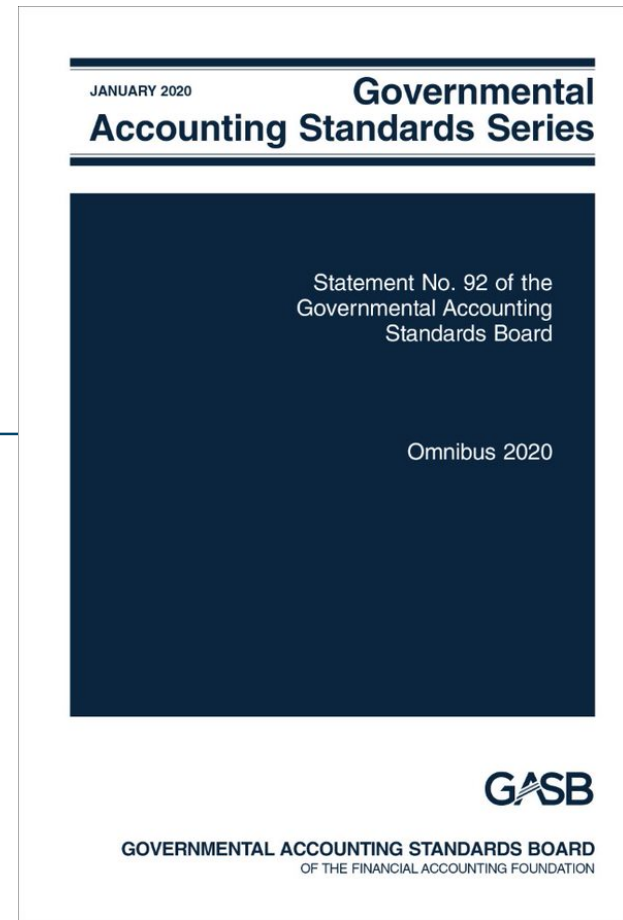 JANUARY 2020
Governmental
Accounting Standards Series
Statement No. 92 of the
Governmental Accounting
Standards Board
Omnibus 2020
GASB
GOVERNMENTAL ACCOUNTING STANDARDS BOARD
OF THE FINANCIAL ACCOUNTING FOUNDATION